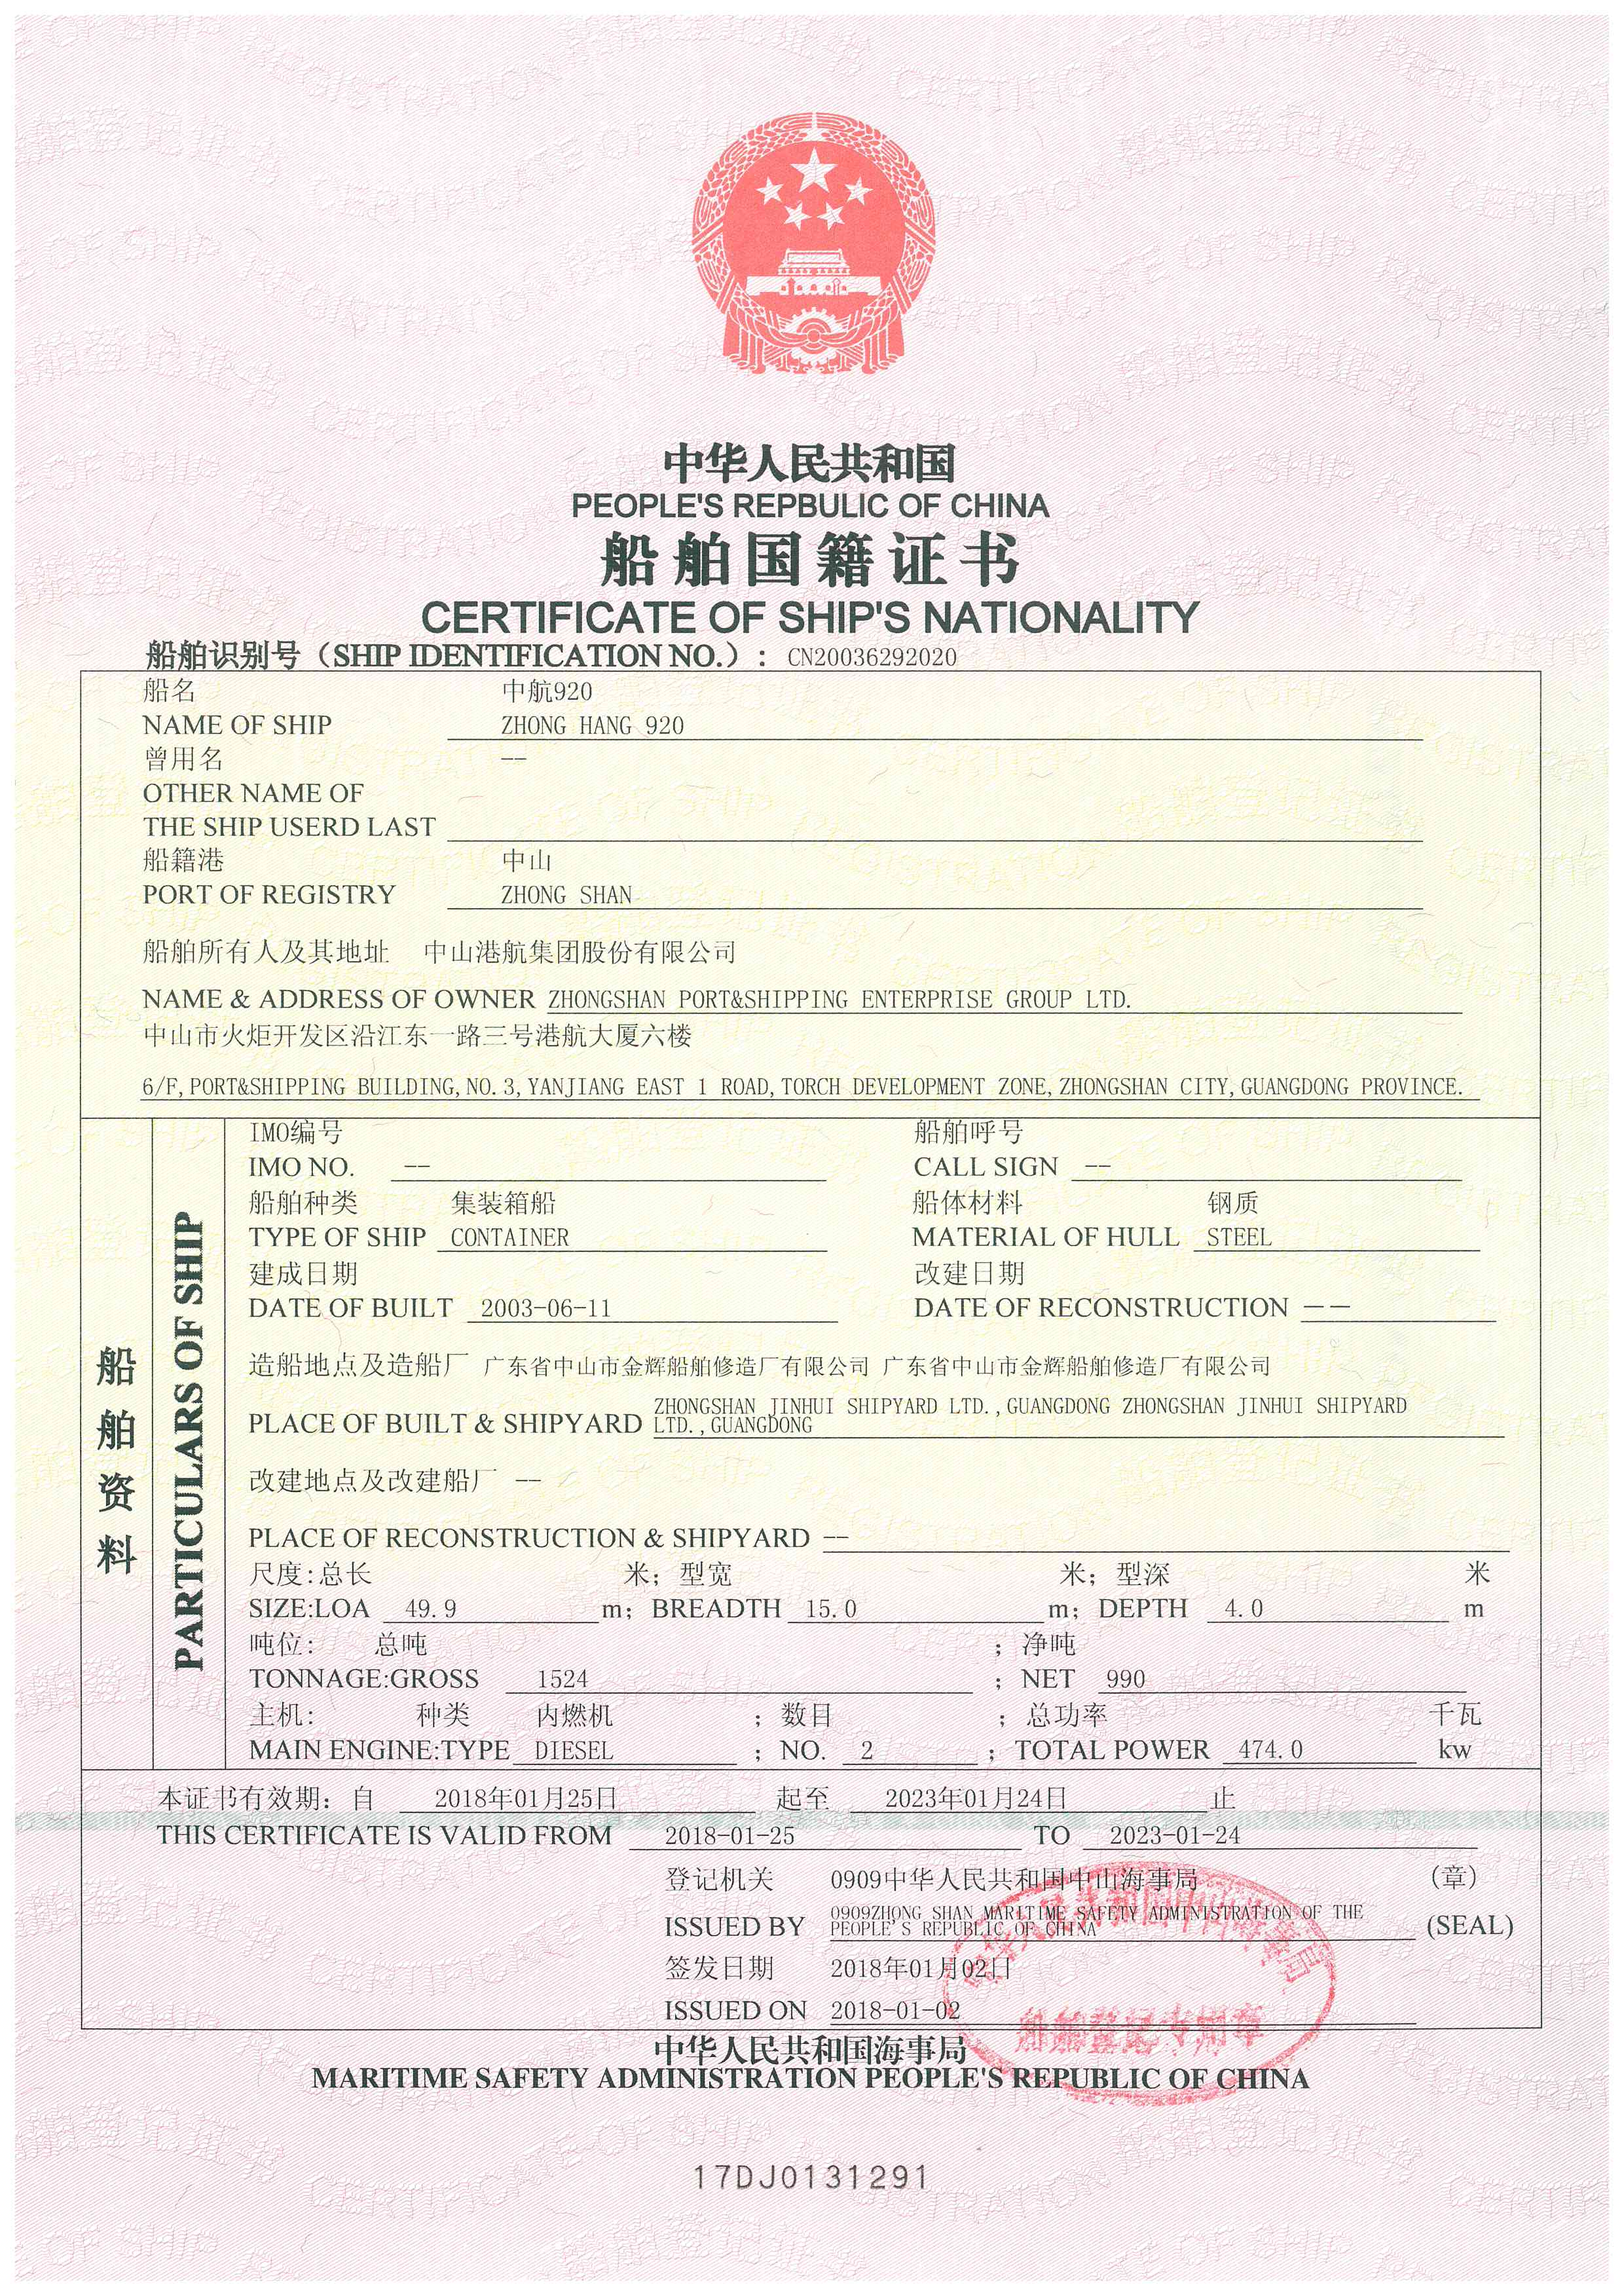 中华人民共和国
PEOPLE'S REPBULIC OF CHINA
船舶国籍证书
CERTIFICATE OF SHIP'S NATIONALITY
船舶识别号（SHIP IDENTIFICATION NO.）: CN20036292020
船名 中航920
NAME OF SHIP ZHONG HANG 920
曾用名 --
OTHER NAME OF
THE SHIP USERD LAST
船籍港 中山
PORT OF REGISTRY ZHONG SHAN
船舶所有人及其地址 中山港航集团股份有限公司
NAME & ADDRESS OF OWNER ZHONGSHAN PORT&SHIPPING ENTERPRISE GROUP LTD.
中山市火炬开发区沿江东一路三号港航大厦六楼
6/F,PORT&SHIPPING BUILDING,NO.3,YANJIANG EAST 1 ROAD,TORCH DEVELOPMENT ZONE,ZHONGSHAN CITY,GUANGDONG PROVINCE.
船舶资料
PARTICULARS OF SHIP
IMO编号 船舶呼号
IMO NO. -- CALL SIGN --
船舶种类 集装箱船 船体材料 钢质
TYPE OF SHIP CONTAINER MATERIAL OF HULL STEEL
建成日期 改建日期
DATE OF BUILT 2003-06-11 DATE OF RECONSTRUCTION --
造船地点及造船厂 广东省中山市金辉船舶修造厂有限公司 广东省中山市金辉船舶修造厂有限公司
ZHONGSHAN JINHUI SHIPYARD LTD.,GUANGDONG ZHONGSHAN JINHUI SHIPYARD
PLACE OF BUILT & SHIPYARD LTD.,GUANGDONG
改建地点及改建船厂 --
PLACE OF RECONSTRUCTION & SHIPYARD --
尺度:总长 米；型宽 米；型深 米
SIZE:LOA 49.9 m；BREADTH 15.0 m；DEPTH 4.0 m
吨位: 总吨 ；净吨
TONNAGE:GROSS 1524 ；NET 990
主机: 种类 内燃机 ；数目 ；总功率 千瓦
MAIN ENGINE:TYPE DIESEL ；NO. 2 ；TOTAL POWER 474.0 kw
本证书有效期：自 2018年01月25日 起至 2023年01月24日 止
THIS CERTIFICATE IS VALID FROM 2018-01-25 TO 2023-01-24
登记机关 0909中华人民共和国中山海事局 (章)
0909ZHONG SHAN MARITIME SAFETY ADMINISTRATION OF THE
ISSUED BY PEOPLE'S REPUBLIC OF CHINA (SEAL)
签发日期 2018年01月02日
ISSUED ON 2018-01-02
中华人民共和国海事局
MARITIME SAFETY ADMINISTRATION PEOPLE'S REPUBLIC OF CHINA
17DJ0131291